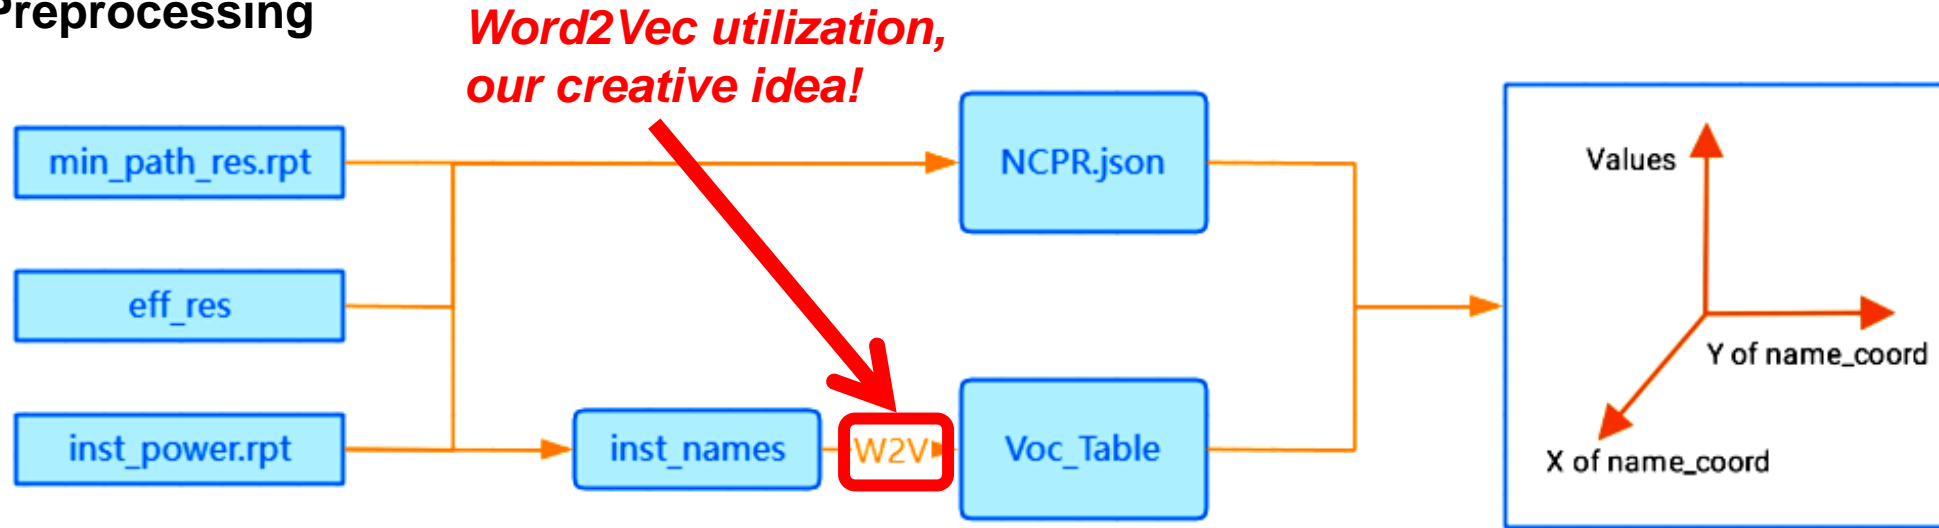 Preprocessing
Word2Vec utilization,
our creative idea!
min_path_res.rpt
NCPR.json
Values
eff_res
Y of name_coord
inst_power.rpt
inst_names
W2V
Voc_Table
X of name_coord